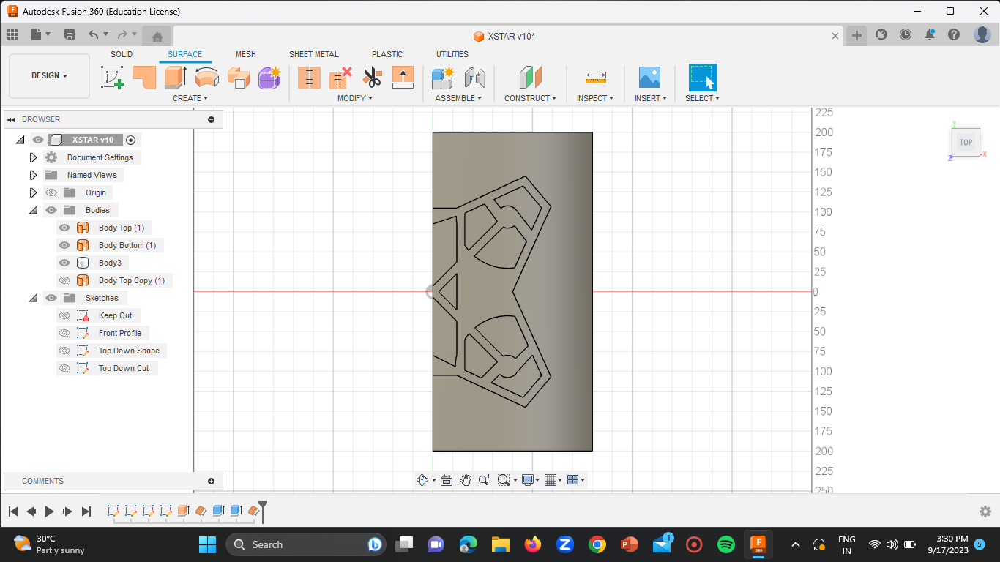 Autodesk Fusion 360 (Education License)
XSTAR v10*
SOLID SURFACE MESH SHEET METAL PLASTIC UTILITIES
DESIGN
CREATE MODIFY ASSEMBLE CONSTRUCT INSPECT INSERT SELECT
BROWSER
XSTAR v10
Document Settings
Named Views
Origin
Bodies
Body Top (1)
Body Bottom (1)
Body3
Body Top Copy (1)
Sketches
Keep Out
Front Profile
Top Down Shape
Top Down Cut
225
200
175
150
125
100
75
50
25
0
25
50
75
100
125
150
175
200
225
250
Y
TOP
X
Z
COMMENTS
30°C
Partly sunny
Search
1
F
360
ENG
IN
3:30 PM
9/17/2023
5